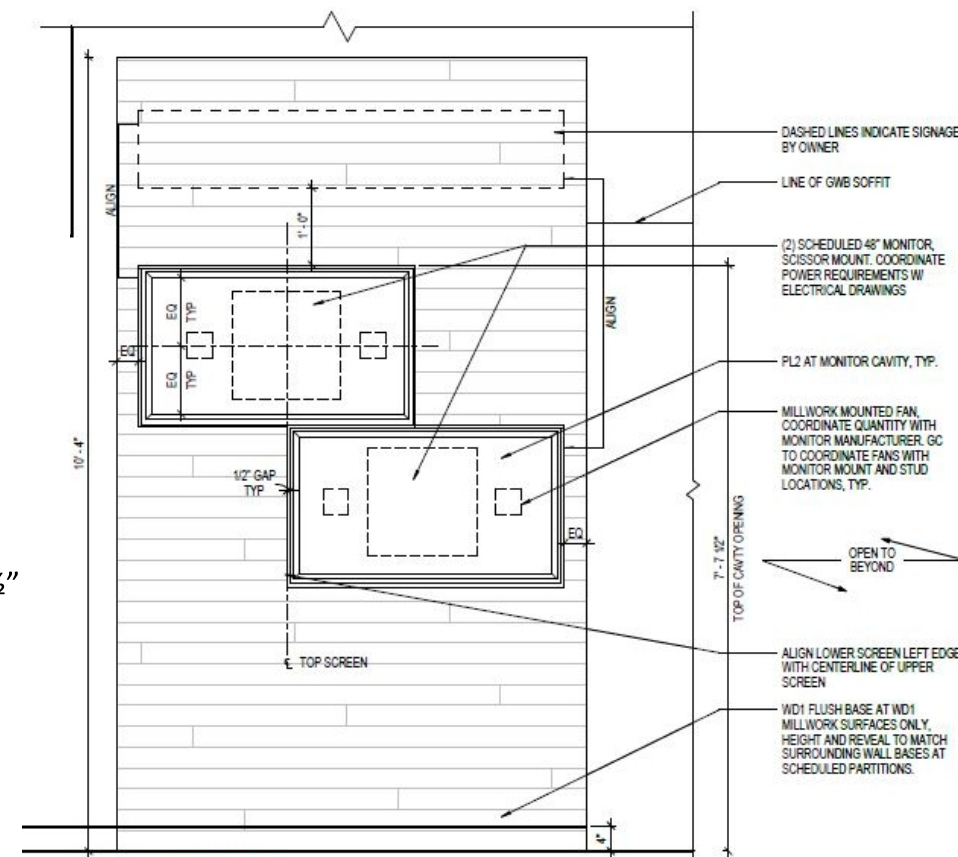 DASHED LINES INDICATE SIGNAGE
BY OWNER
LINE OF GWB SOFFIT
ALIGN
1' - 0"
(2) SCHEDULED 48" MONITOR,
SCISSOR MOUNT. COORDINATE
POWER REQUIREMENTS W/
ELECTRICAL DRAWINGS
EQ
TYP
ALIGN
EQ
PL2 AT MONITOR CAVITY, TYP.
EQ
TYP
MILLWORK MOUNTED FAN,
COORDINATE QUANTITY WITH
MONITOR MANUFACTURER. GC
TO COORDINATE FANS WITH
MONITOR MOUNT AND STUD
LOCATIONS, TYP.
10' - 4"
1/2" GAP
TYP
EQ
7' - 7 1/2"
TOP OF CAVITY OPENING
OPEN TO
BEYOND
½"
ALIGN LOWER SCREEN LEFT EDGE
WITH CENTERLINE OF UPPER
SCREEN
℄ TOP SCREEN
WD1 FLUSH BASE AT WD1
MILLWORK SURFACES ONLY,
HEIGHT AND REVEAL TO MATCH
SURROUNDING WALL BASES AT
SCHEDULED PARTITIONS.
4"